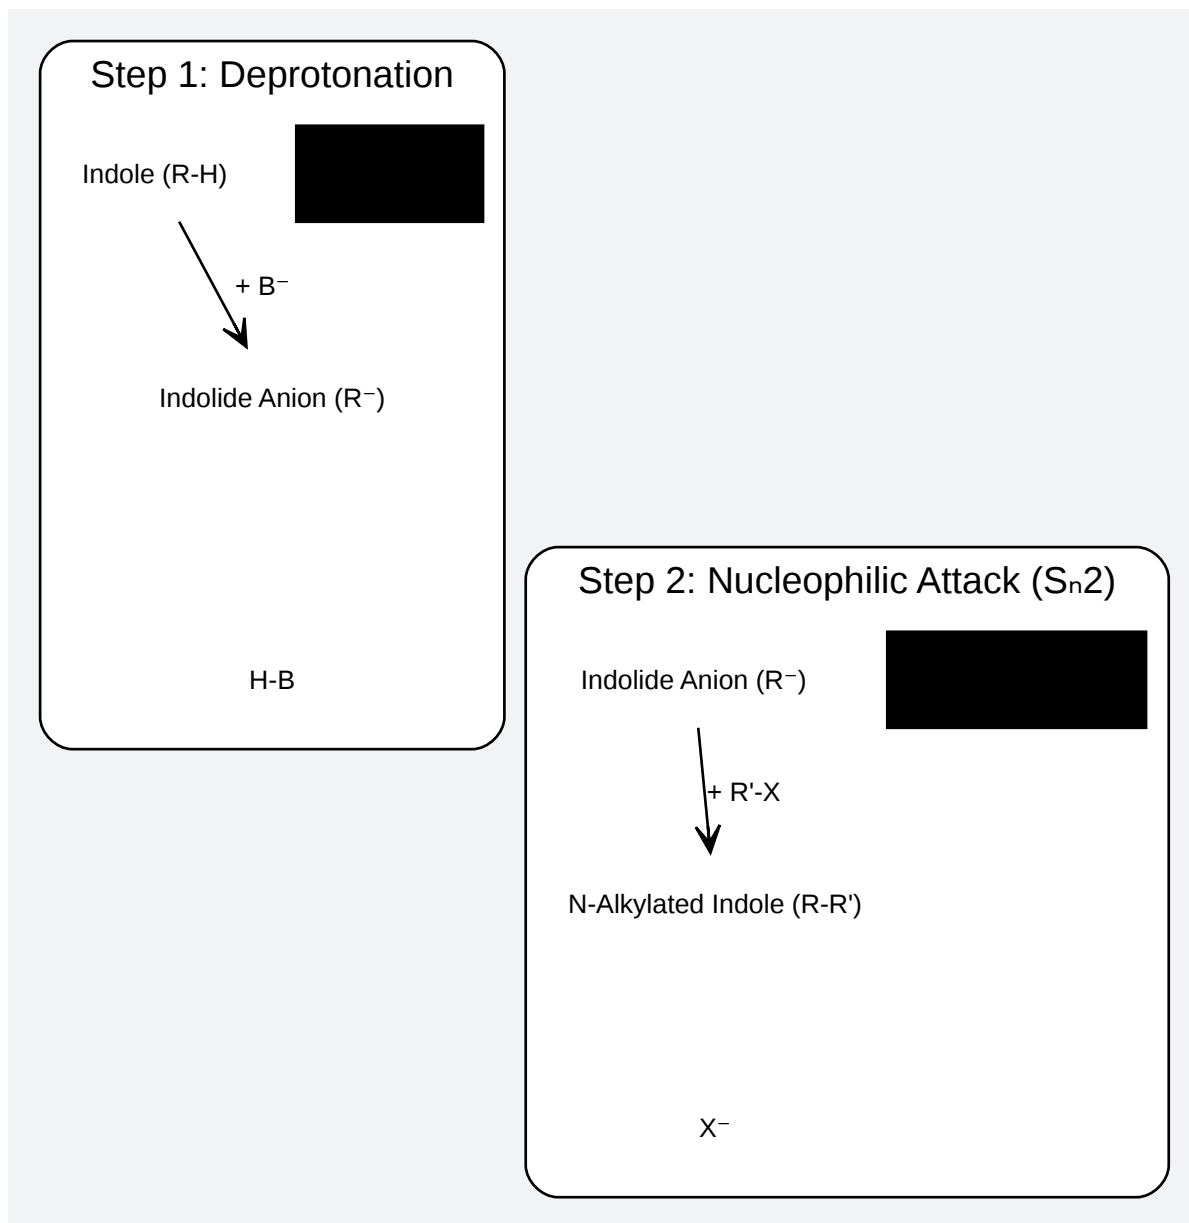 Step 1: Deprotonation
Indole (R-H)
+ B⁻
Indolide Anion (R⁻)
H-B
Step 2: Nucleophilic Attack (Sₙ2)
Indolide Anion (R⁻)
+ R'-X
N-Alkylated Indole (R-R')
X⁻